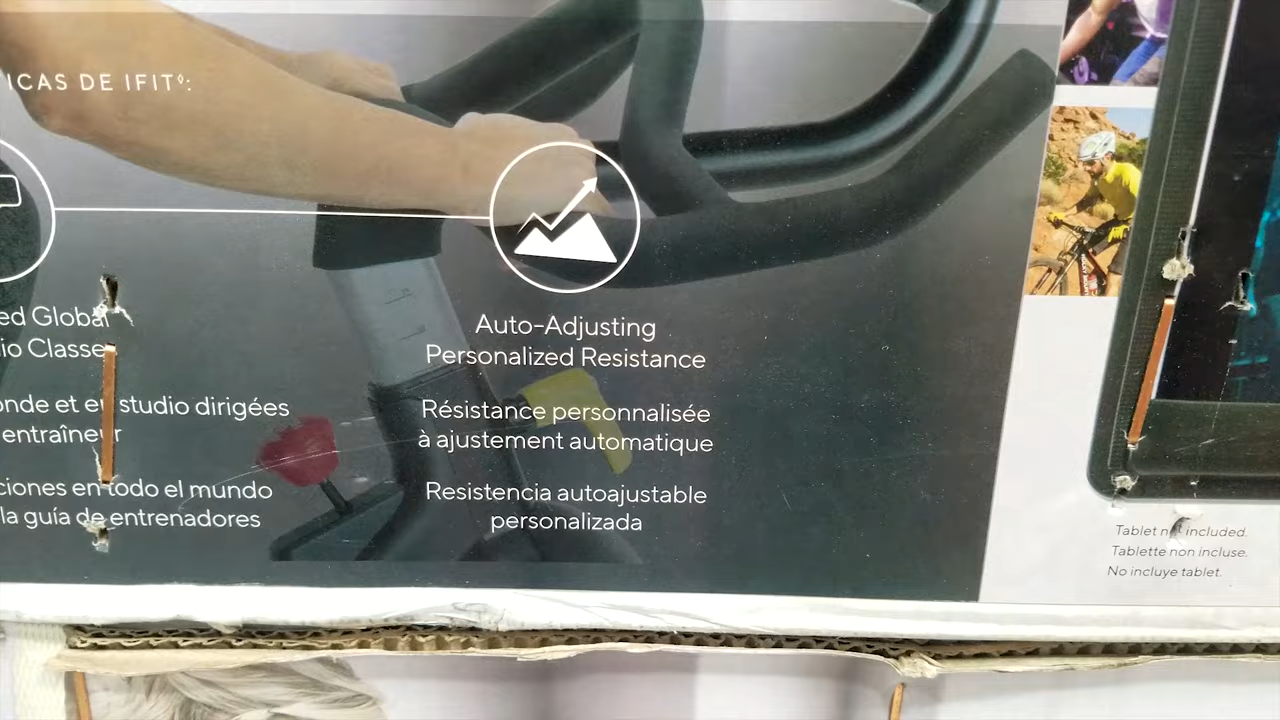 ICAS DE IFIT◊:
ed Global
io Classes
onde et en studio dirigées
entraîneur
ciones en todo el mundo
la guía de entrenadores
Auto-Adjusting
Personalized Resistance
Résistance personnalisée
à ajustement automatique
Resistencia autoajustable
personalizada
Tablet not included.
Tablette non incluse.
No incluye tablet.